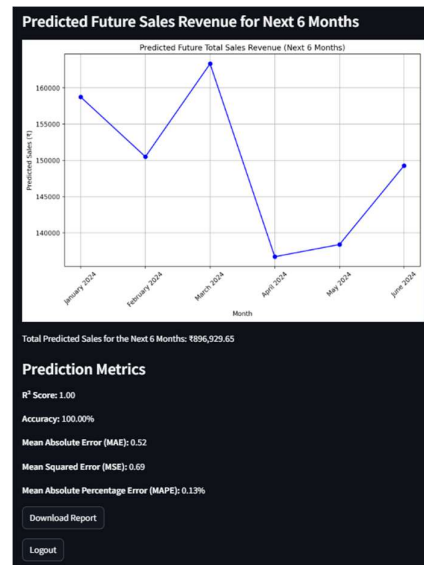 Predicted Future Sales Revenue for Next 6 Months
Predicted Future Total Sales Revenue (Next 6 Months)
Predicted Sales (₹)
160000
155000
150000
145000
140000
January 2024
February 2024
March 2024
April 2024
May 2024
June 2024
Month
Total Predicted Sales for the Next 6 Months: ₹896,929.65
Prediction Metrics
R² Score: 1.00
Accuracy: 100.00%
Mean Absolute Error (MAE): 0.52
Mean Squared Error (MSE): 0.69
Mean Absolute Percentage Error (MAPE): 0.13%
Download Report
Logout